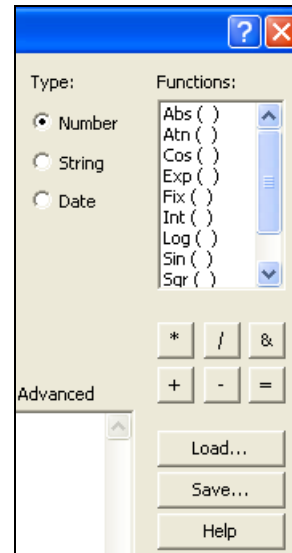 ?
Type: Functions:
Number
String
Date
Abs ( )
Atn ( )
Cos ( )
Exp ( )
Fix ( )
Int ( )
Log ( )
Sin ( )
Sqr ( )
* / &
+ - =
Advanced
Load...
Save...
Help